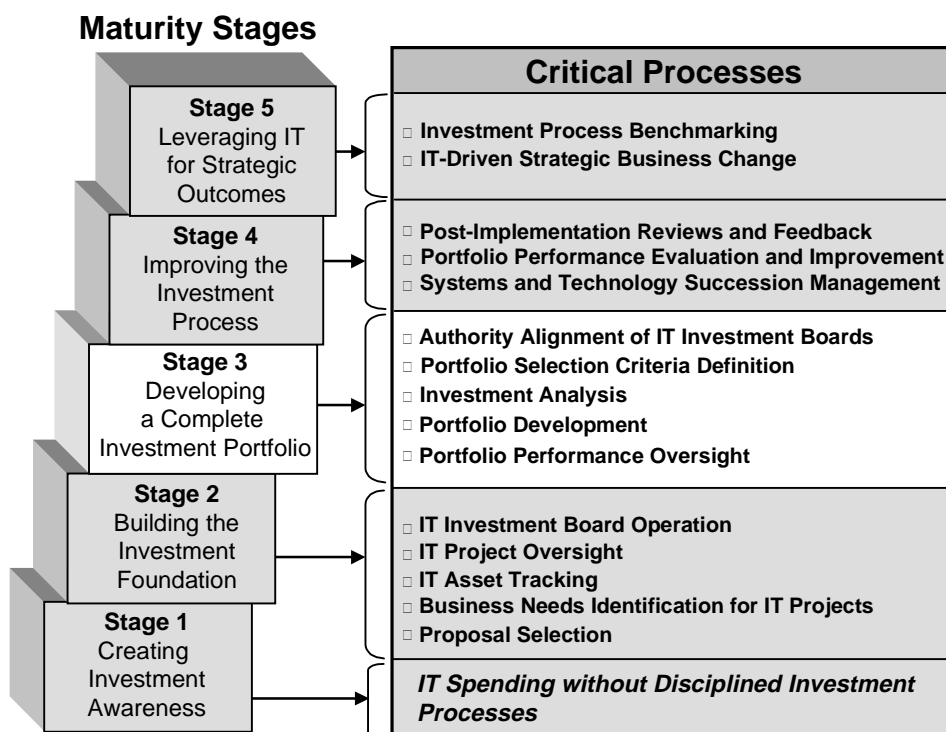 Maturity Stages
Critical Processes
Stage 5
Leveraging IT
for Strategic
Outcomes
Investment Process Benchmarking
IT-Driven Strategic Business Change
Stage 4
Improving the
Investment
Process
Post-Implementation Reviews and Feedback
Portfolio Performance Evaluation and Improvement
Systems and Technology Succession Management
Stage 3
Developing
a Complete
Investment Portfolio
Authority Alignment of IT Investment Boards
Portfolio Selection Criteria Definition
Investment Analysis
Portfolio Development
Portfolio Performance Oversight
Stage 2
Building the
Investment
Foundation
IT Investment Board Operation
IT Project Oversight
IT Asset Tracking
Business Needs Identification for IT Projects
Proposal Selection
Stage 1
Creating
Investment
Awareness
IT Spending without Disciplined Investment
Processes